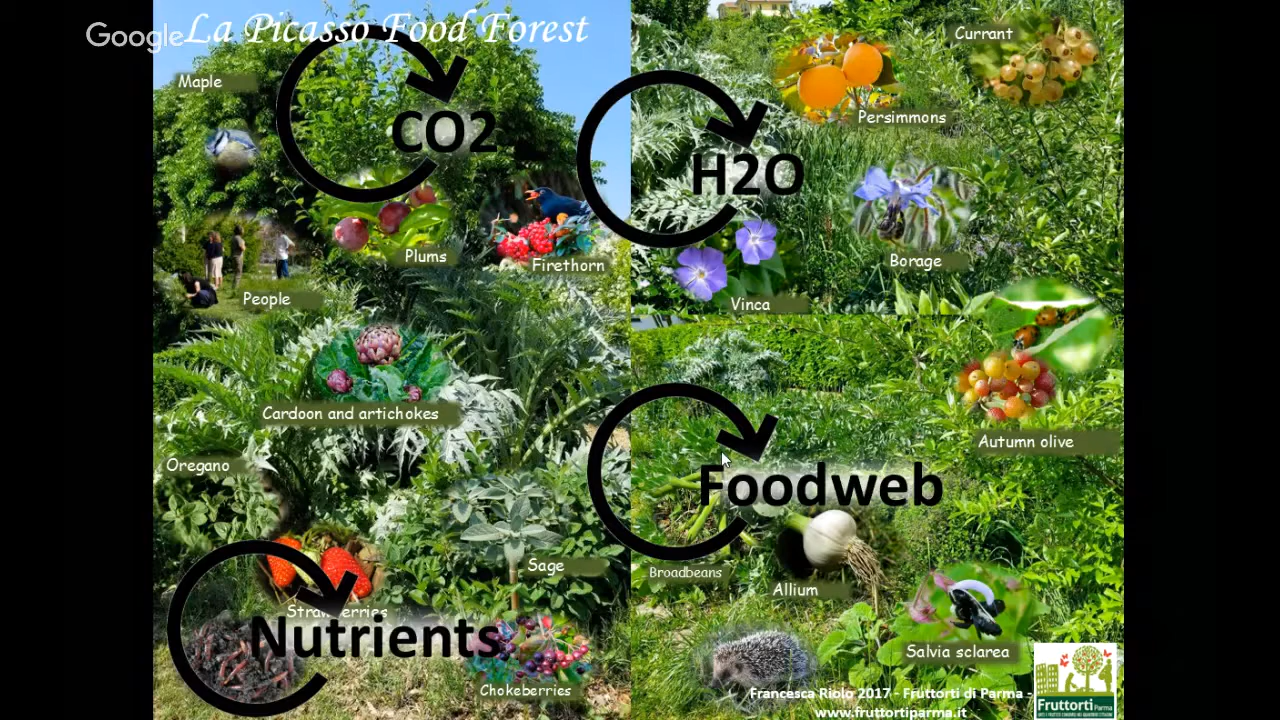 Google
La Picasso Food Forest
Maple
CO2
Plums
Firethorn
People
Cardoon and artichokes
Oregano
Sage
Strawberries
Nutrients
Chokeberries
H2O
Persimmons
Currant
Borage
Vinca
Autumn olive
Foodweb
Broadbeans
Allium
Salvia sclarea
Francesca Riolo 2017 - Fruttorti di Parma -
www.fruttortiparma.it
Fruttorti Parma